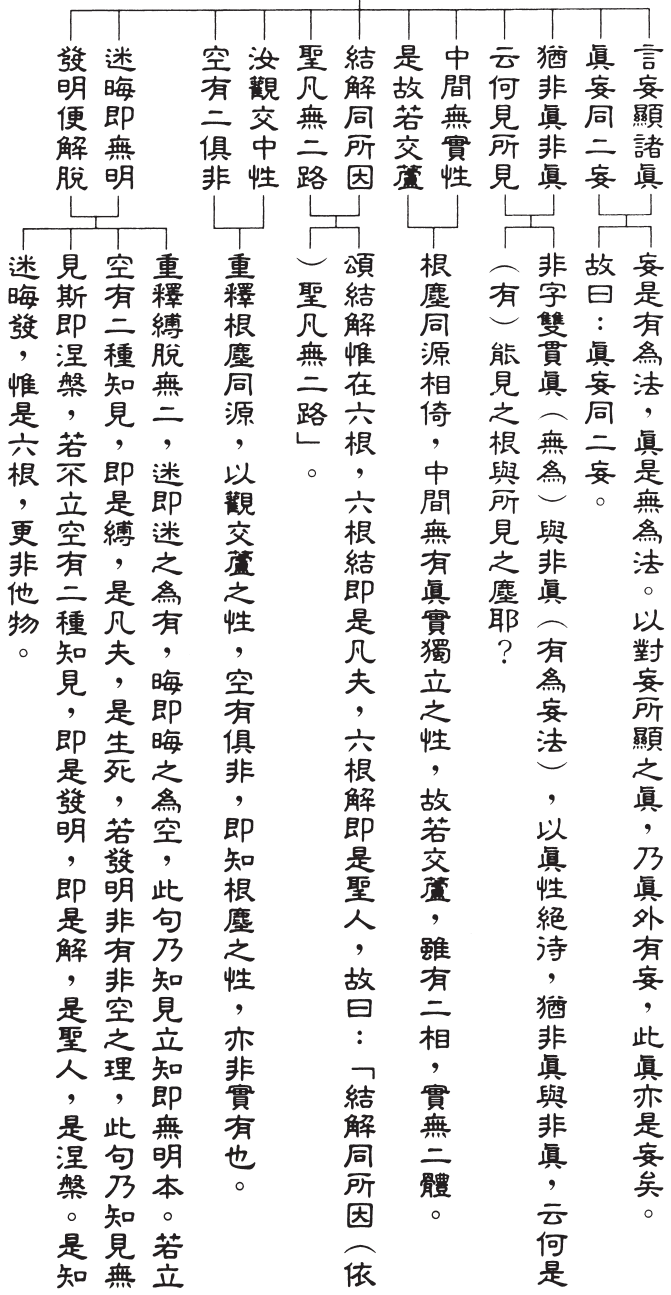 言妄顯諸眞
眞妄同二妄
猶非眞非眞
云何見所見
中間無實性
是故若交蘆
結解同所因
聖凡無二路
汝觀交中性
空有二俱非
迷晦即無明
發明便解脫
妄是有為法，眞是無為法。以對妄所顯之眞，乃眞外有妄，此眞亦是妄矣。
故曰：眞妄同二妄。
非字雙貫眞（無為）與非眞（有為妄法），以眞性絕待，猶非眞與非眞，云何是
（有）能見之根與所見之塵耶？
根塵同源相倚，中間無有眞實獨立之性，故若交蘆，雖有二相，實無二體。
頌結解惟在六根，六根結即是凡夫，六根解即是聖人，故曰：「結解同所因（依
）聖凡無二路」。
重釋根塵同源，以觀交蘆之性，空有俱非，即知根塵之性，亦非實有也。
重釋縛脫無二，迷即迷之為有，晦即晦之為空，此句乃知見立知即無明本。若立
空有二種知見，即是縛，是凡夫，是生死，若發明非有非空之理，此句乃知見無
見斯即涅槃，若不立空有二種知見，即是發明，即是解，是聖人，是涅槃。是知
迷晦發，惟是六根，更非他物。